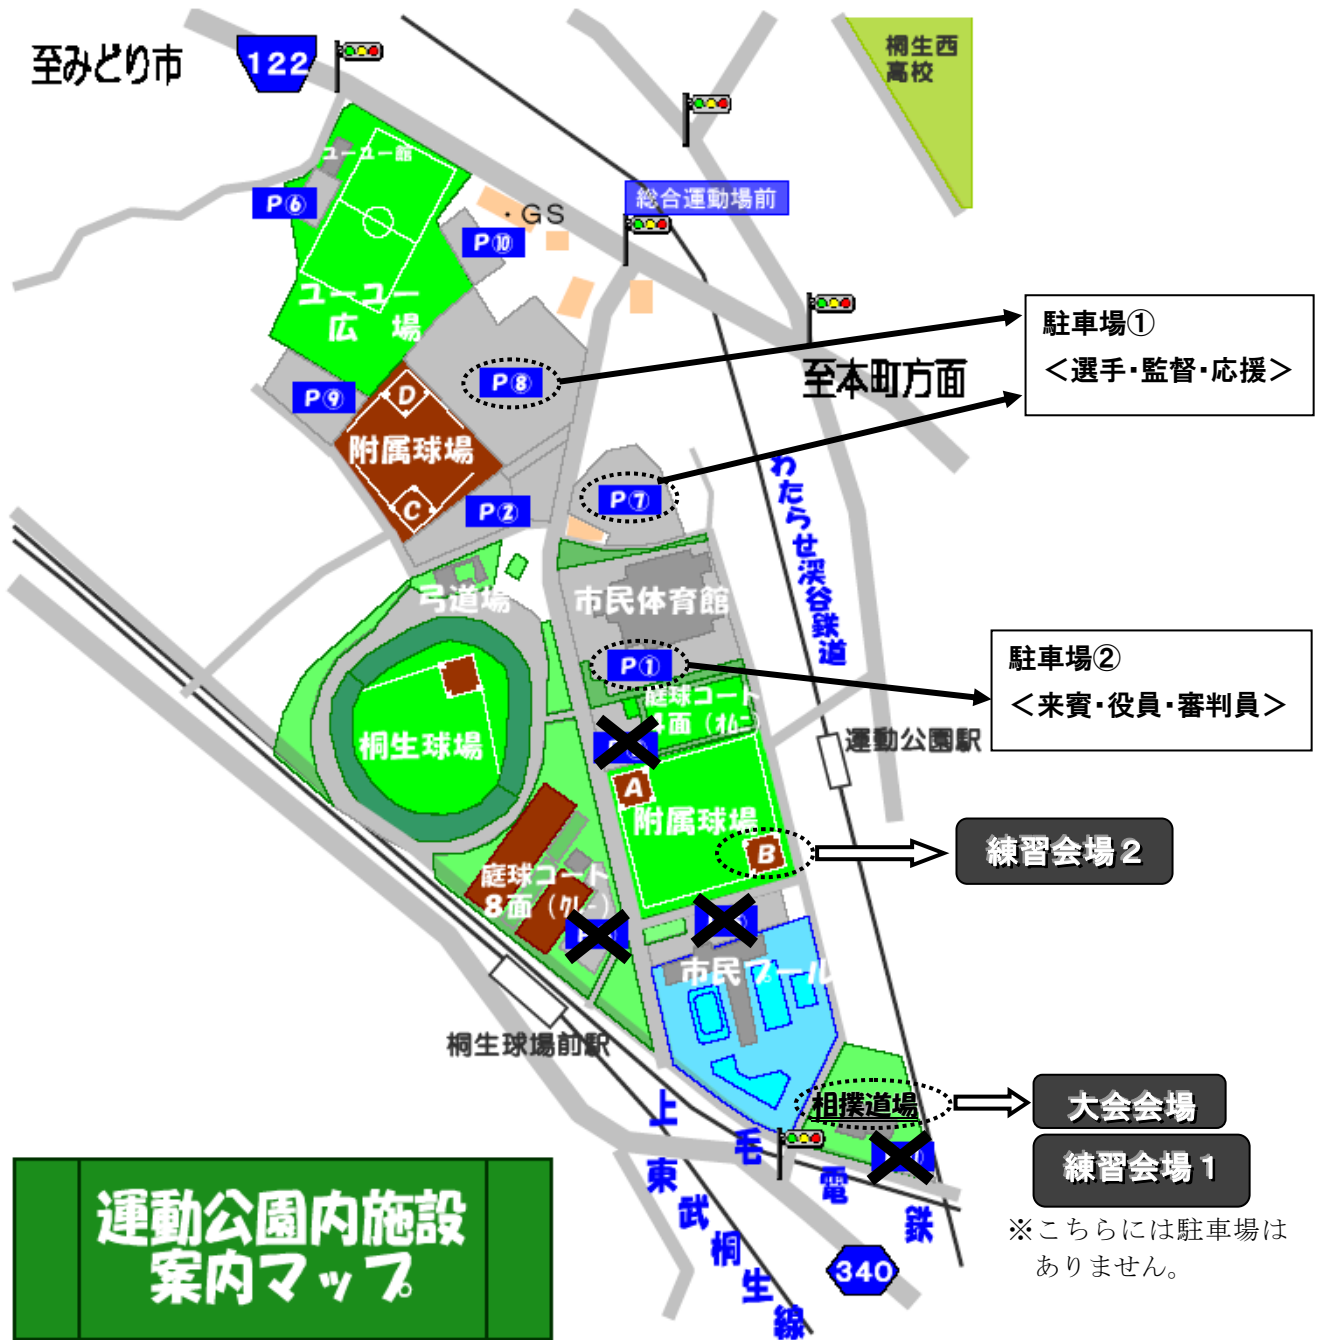 至みどり市
122
桐生西
高校
ユーユー館
P⑥
総合運動場前
・GS
P⑩
ユーユー
広 場
駐車場①
＜選手・監督・応援＞
至本町方面
P⑧
P⑨
D
附属球場
C
P②
P⑦
わたらせ渓谷鉄道
弓道場
市民体育館
P①
駐車場②
＜来賓・役員・審判員＞
庭球コート
4面（オムニ）
桐生球場
運動公園駅
A
附属球場
B
練習会場２
庭球コート
8面（クレー）
市民プール
桐生球場前駅
相撲道場
大会会場
練習会場１
※こちらには駐車場は
ありません。
上毛電鉄
東武桐生線
340
運動公園内施設
案内マップ